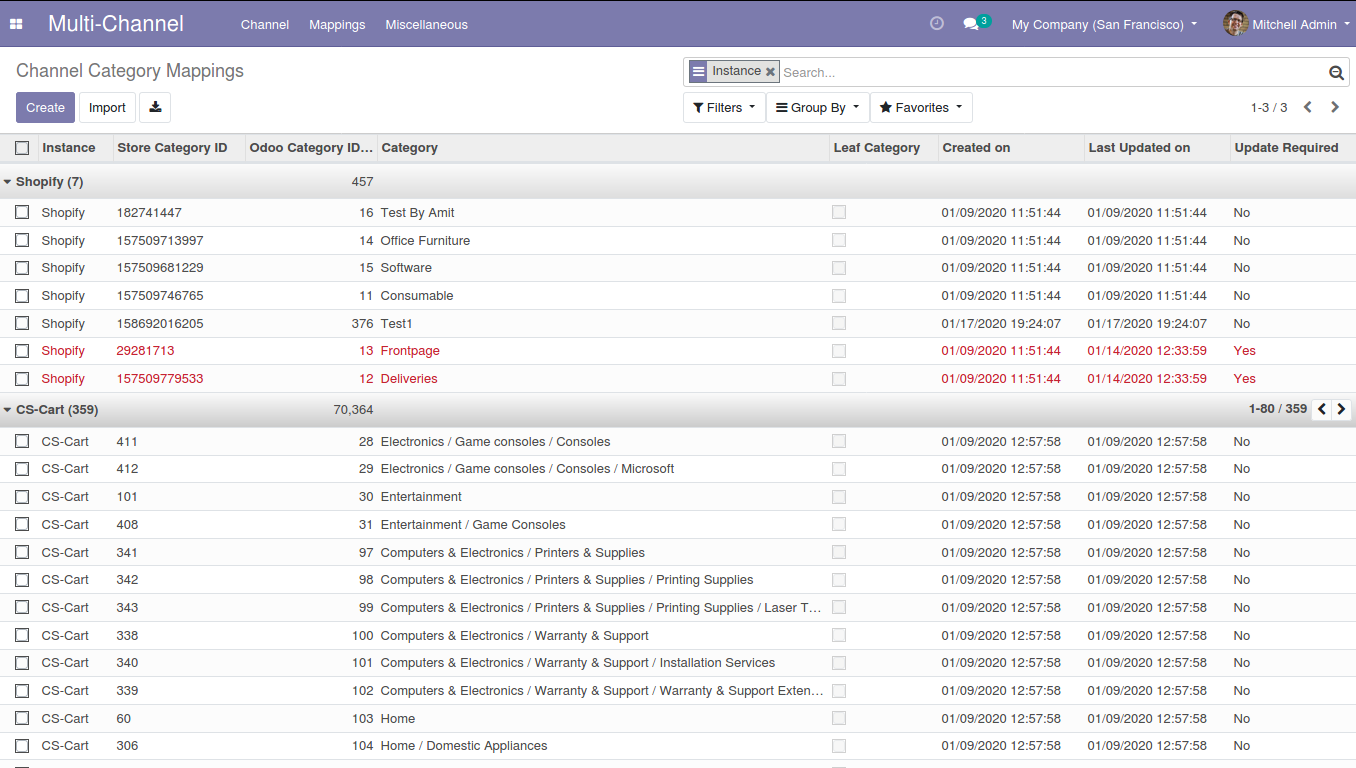 Multi-Channel Channel Mappings Miscellaneous 3 My Company (San Francisco) Mitchell Admin
Channel Category Mappings Instance Search...
Create Import Filters Group By Favorites 1-3 / 3
Instance Store Category ID Odoo Category ID... Category Leaf Category Created on Last Updated on Update Required
Shopify (7) 457
Shopify 182741447 16 Test By Amit 01/09/2020 11:51:44 01/09/2020 11:51:44 No
Shopify 157509713997 14 Office Furniture 01/09/2020 11:51:44 01/09/2020 11:51:44 No
Shopify 157509681229 15 Software 01/09/2020 11:51:44 01/09/2020 11:51:44 No
Shopify 157509746765 11 Consumable 01/09/2020 11:51:44 01/09/2020 11:51:44 No
Shopify 158692016205 376 Test1 01/17/2020 19:24:07 01/17/2020 19:24:07 No
Shopify 29281713 13 Frontpage 01/09/2020 11:51:44 01/14/2020 12:33:59 Yes
Shopify 157509779533 12 Deliveries 01/09/2020 11:51:44 01/14/2020 12:33:59 Yes
CS-Cart (359) 70,364 1-80 / 359
CS-Cart 411 28 Electronics / Game consoles / Consoles 01/09/2020 12:57:58 01/09/2020 12:57:58 No
CS-Cart 412 29 Electronics / Game consoles / Consoles / Microsoft 01/09/2020 12:57:58 01/09/2020 12:57:58 No
CS-Cart 101 30 Entertainment 01/09/2020 12:57:58 01/09/2020 12:57:58 No
CS-Cart 408 31 Entertainment / Game Consoles 01/09/2020 12:57:58 01/09/2020 12:57:58 No
CS-Cart 341 97 Computers & Electronics / Printers & Supplies 01/09/2020 12:57:58 01/09/2020 12:57:58 No
CS-Cart 342 98 Computers & Electronics / Printers & Supplies / Printing Supplies 01/09/2020 12:57:58 01/09/2020 12:57:58 No
CS-Cart 343 99 Computers & Electronics / Printers & Supplies / Printing Supplies / Laser T... 01/09/2020 12:57:58 01/09/2020 12:57:58 No
CS-Cart 338 100 Computers & Electronics / Warranty & Support 01/09/2020 12:57:58 01/09/2020 12:57:58 No
CS-Cart 340 101 Computers & Electronics / Warranty & Support / Installation Services 01/09/2020 12:57:58 01/09/2020 12:57:58 No
CS-Cart 339 102 Computers & Electronics / Warranty & Support / Warranty & Support Exten... 01/09/2020 12:57:58 01/09/2020 12:57:58 No
CS-Cart 60 103 Home 01/09/2020 12:57:58 01/09/2020 12:57:58 No
CS-Cart 306 104 Home / Domestic Appliances 01/09/2020 12:57:58 01/09/2020 12:57:58 No